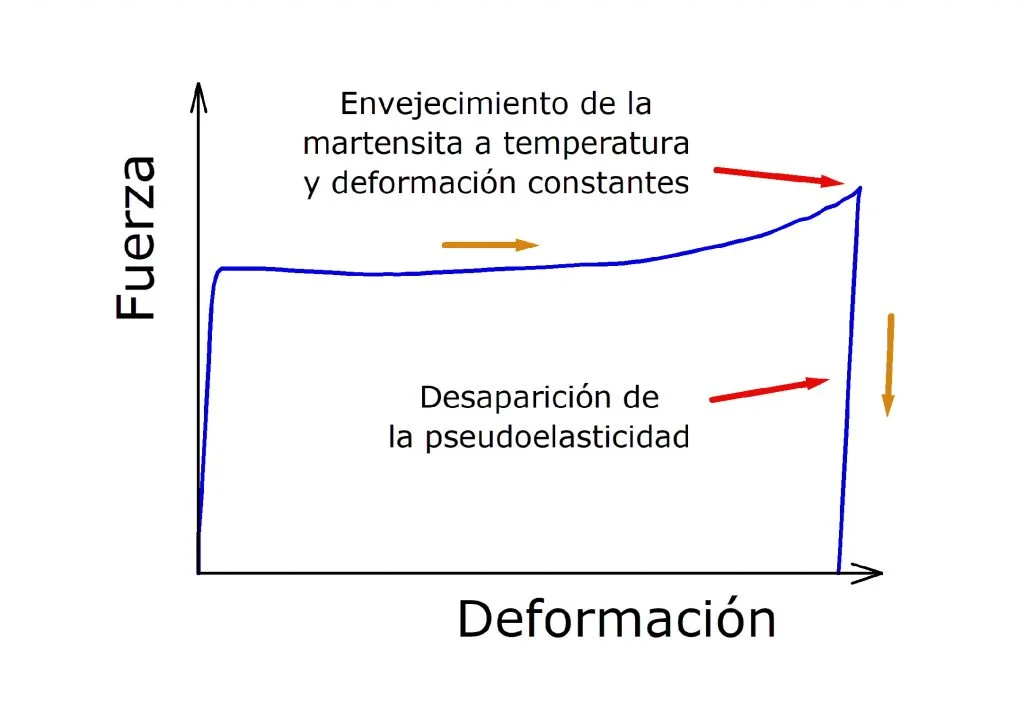 Envejecimiento de la
martensita a temperatura
y deformación constantes
Fuerza
Desaparición de
la pseudoelasticidad
Deformación